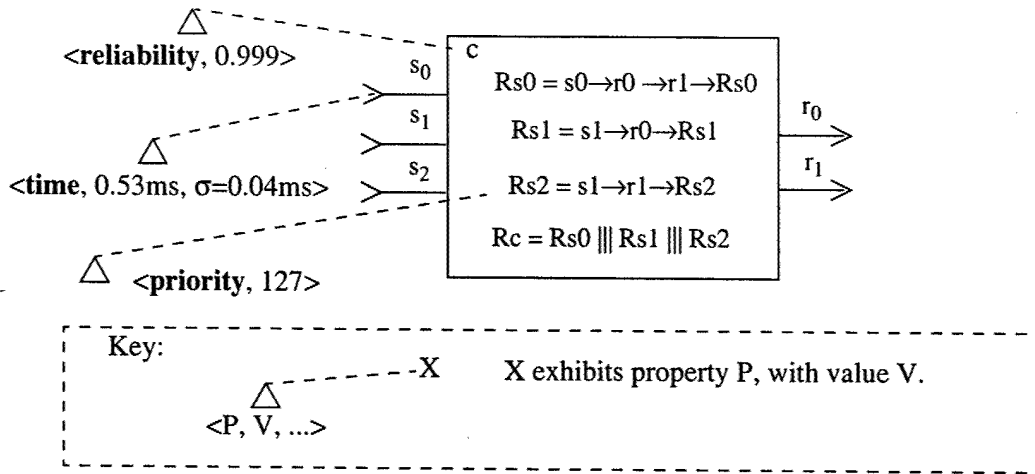 <reliability, 0.999>
c
s0
Rs0 = s0→r0 →r1→Rs0
r0
s1
Rs1 = s1→r0→Rs1
r1
s2
<time, 0.53ms, σ=0.04ms>
Rs2 = s1→r1→Rs2
Rc = Rs0 ||| Rs1 ||| Rs2
<priority, 127>
Key:
X
X exhibits property P, with value V.
<P, V, ...>